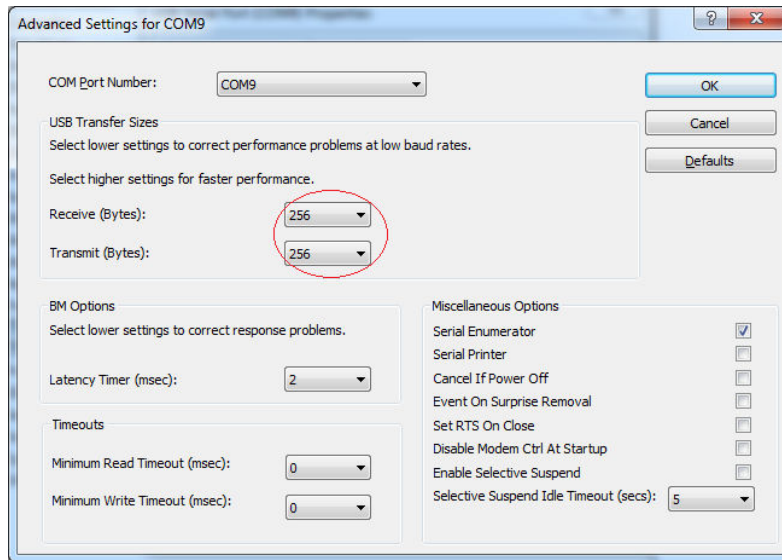 Advanced Settings for COM9
COM Port Number: COM9
OK
USB Transfer Sizes
Cancel
Select lower settings to correct performance problems at low baud rates.
Defaults
Select higher settings for faster performance.
Receive (Bytes): 256
Transmit (Bytes): 256
BM Options
Select lower settings to correct response problems.
Latency Timer (msec): 2
Timeouts
Minimum Read Timeout (msec): 0
Minimum Write Timeout (msec): 0
Miscellaneous Options
Serial Enumerator
Serial Printer
Cancel If Power Off
Event On Surprise Removal
Set RTS On Close
Disable Modem Ctrl At Startup
Enable Selective Suspend
Selective Suspend Idle Timeout (secs): 5